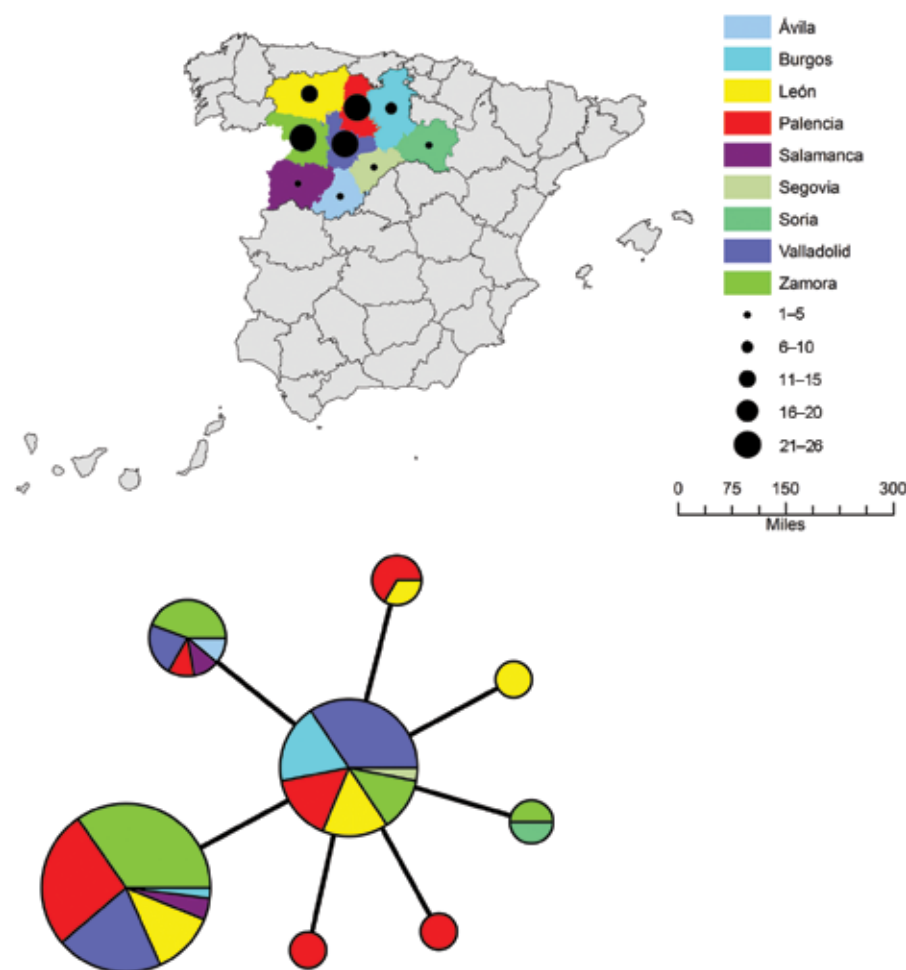 Ávila
Burgos
León
Palencia
Salamanca
Segovia
Soria
Valladolid
Zamora
1–5
6–10
11–15
16–20
21–26
0 75 150 300
Miles